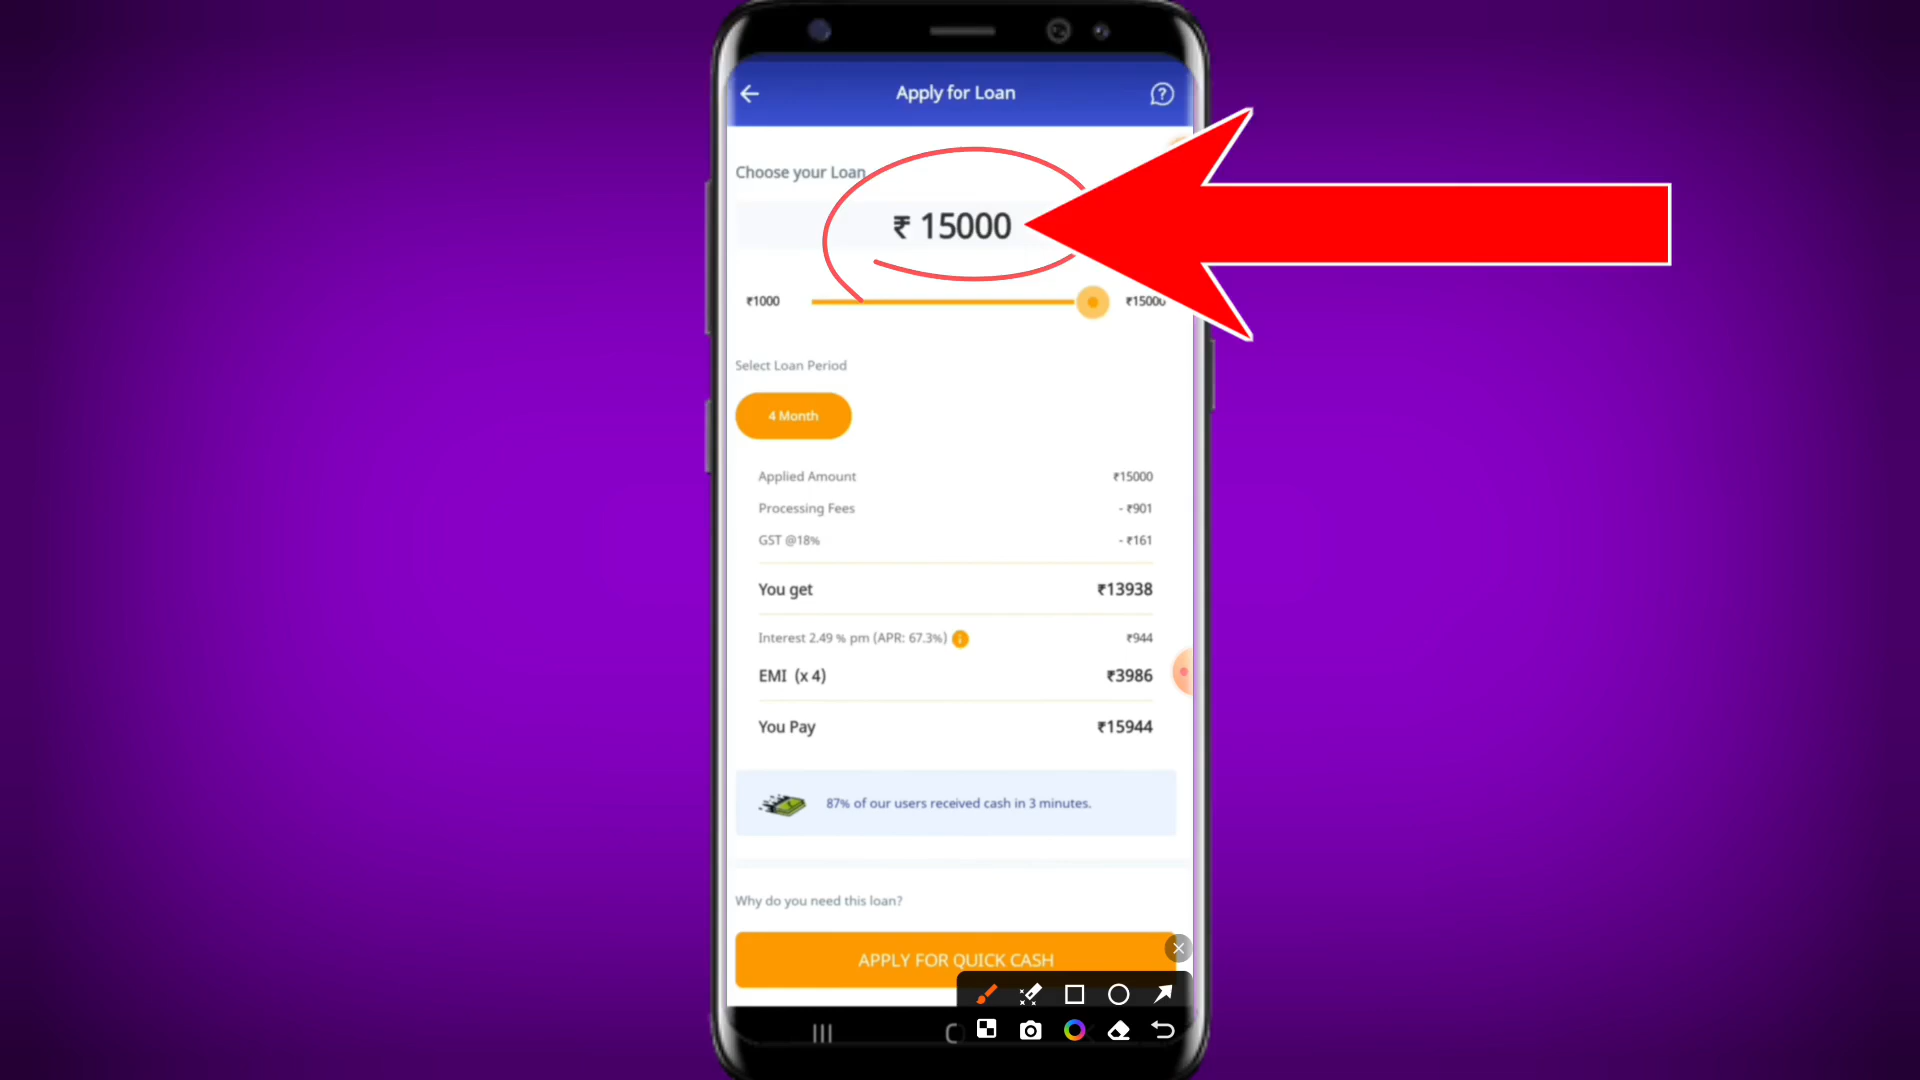 Apply for Loan
Choose your Loan
₹ 15000
₹1000
₹15000
Select Loan Period
4 Month
Applied Amount ₹15000
Processing Fees - ₹901
GST @18% - ₹161
You get ₹13938
Interest 2.49 % pm (APR: 67.3%) ₹944
EMI (x 4) ₹3986
You Pay ₹15944
87% of our users received cash in 3 minutes.
Why do you need this loan?
APPLY FOR QUICK CASH